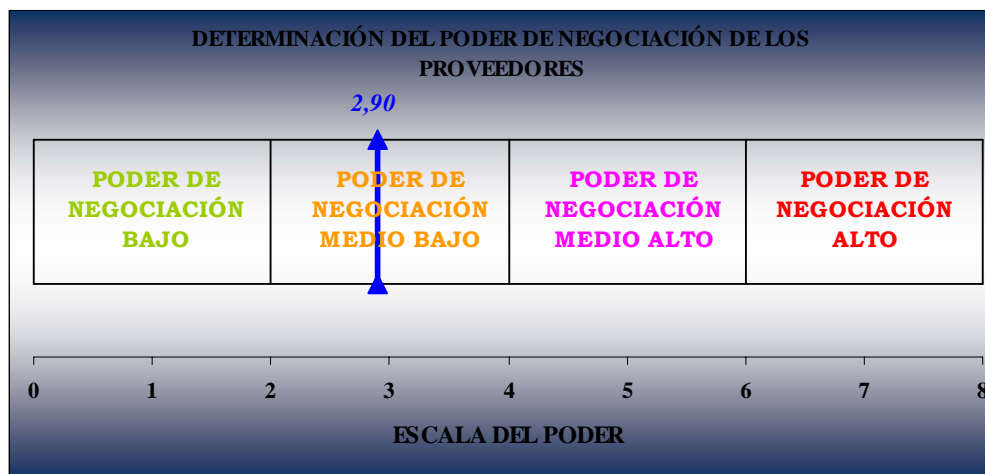 DETERMINACIÓN DEL PODER DE NEGOCIACIÓN DE LOS
PROVEEDORES
2,90
PODER DE
NEGOCIACIÓN
BAJO
PODER DE
NEGOCIACIÓN
MEDIO BAJO
PODER DE
NEGOCIACIÓN
MEDIO ALTO
PODER DE
NEGOCIACIÓN
ALTO
0 1 2 3 4 5 6 7 8
ESCALA DEL PODER